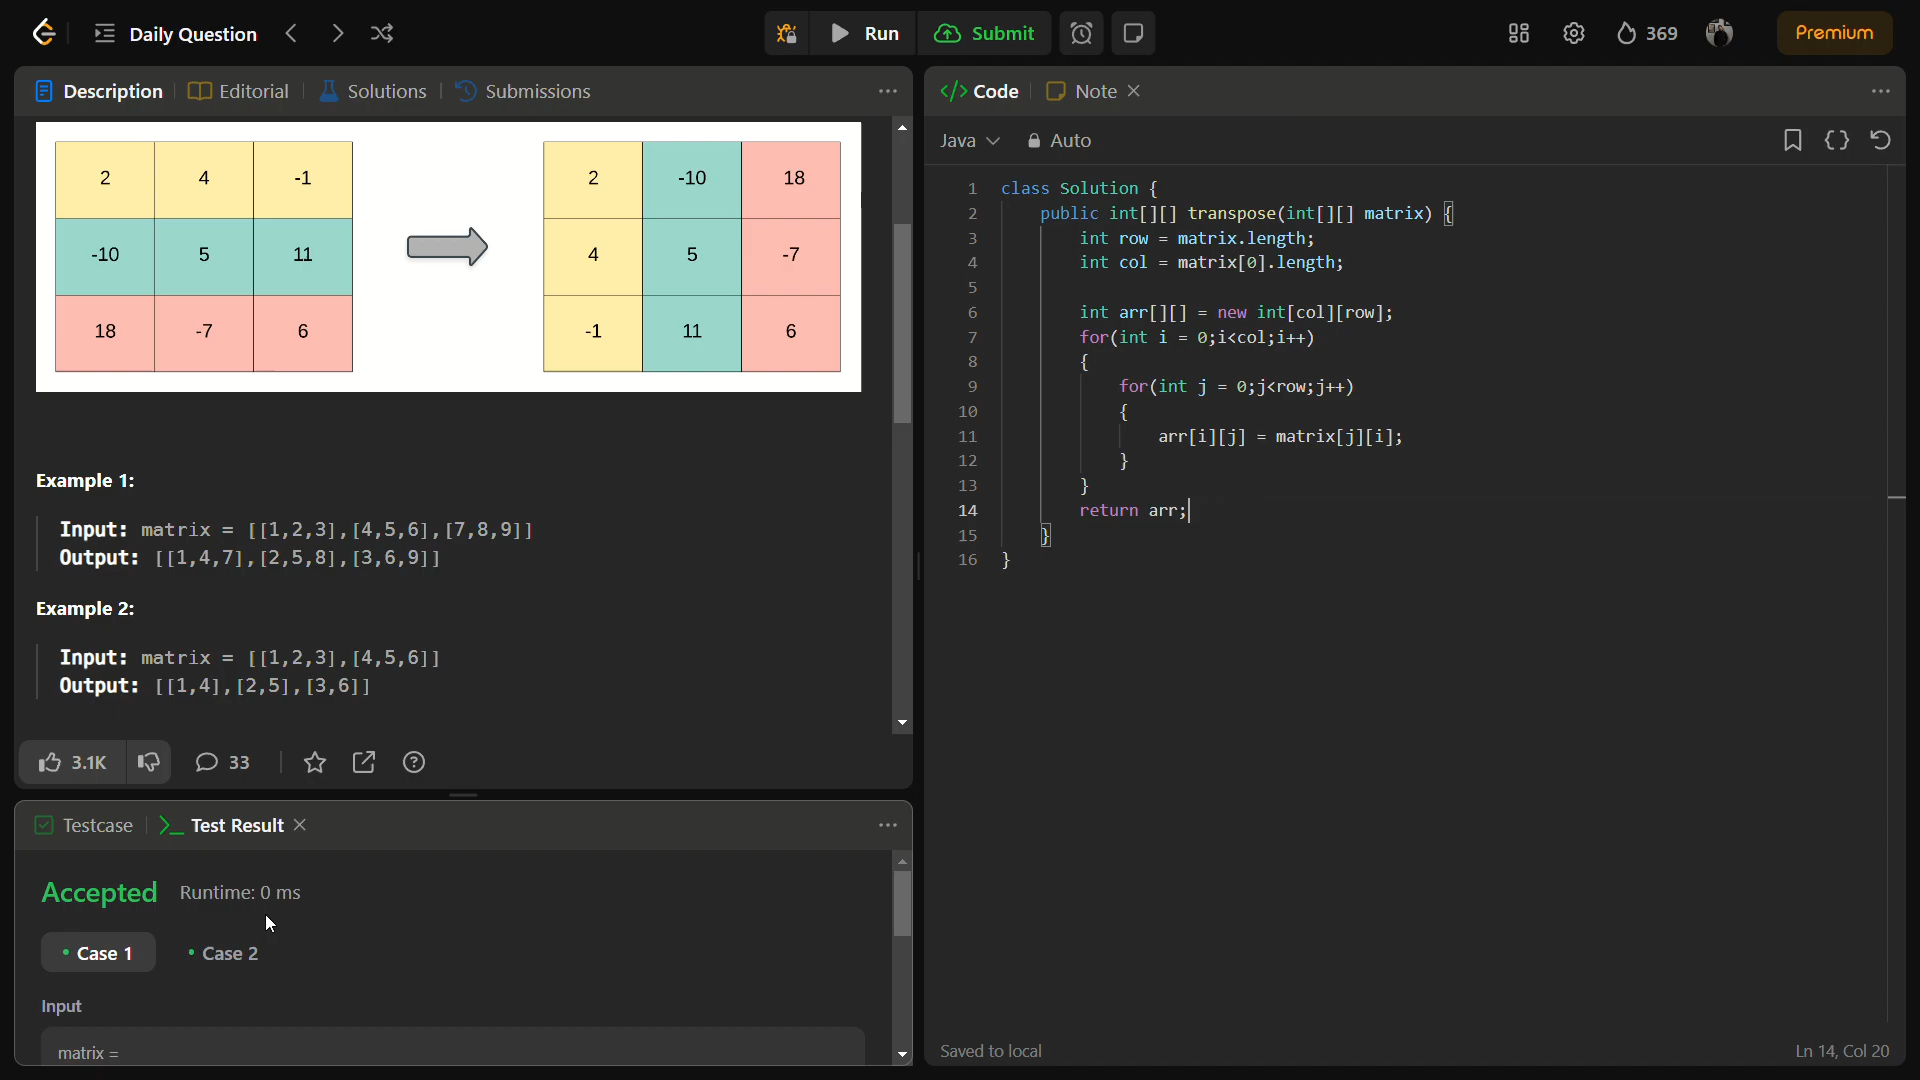 Daily Question
Run
Submit
369
Premium
Description
Editorial
Solutions
Submissions
2 4 -1
-10 5 11
18 -7 6
2 -10 18
4 5 -7
-1 11 6
Example 1:
Input: matrix = [[1,2,3],[4,5,6],[7,8,9]]
Output: [[1,4,7],[2,5,8],[3,6,9]]
Example 2:
Input: matrix = [[1,2,3],[4,5,6]]
Output: [[1,4],[2,5],[3,6]]
3.1K
33
Testcase
>_ Test Result
Accepted Runtime: 0 ms
Case 1
Case 2
Input
matrix =
</> Code
Note
Java
Auto
1 class Solution {
2 public int[][] transpose(int[][] matrix) {
3 int row = matrix.length;
4 int col = matrix[0].length;
5
6 int arr[][] = new int[col][row];
7 for(int i = 0;i<col;i++)
8 {
9 for(int j = 0;j<row;j++)
10 {
11 arr[i][j] = matrix[j][i];
12 }
13 }
14 return arr;
15 }
16 }
Saved to local
Ln 14, Col 20